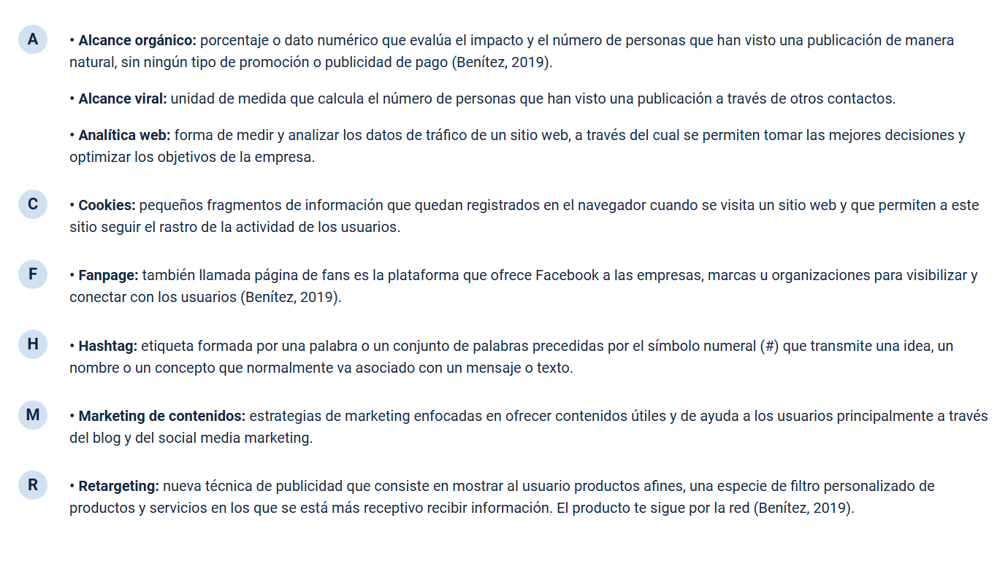 A
• Alcance orgánico: porcentaje o dato numérico que evalúa el impacto y el número de personas que han visto una publicación de manera
natural, sin ningún tipo de promoción o publicidad de pago (Benítez, 2019).
• Alcance viral: unidad de medida que calcula el número de personas que han visto una publicación a través de otros contactos.
• Analítica web: forma de medir y analizar los datos de tráfico de un sitio web, a través del cual se permiten tomar las mejores decisiones y
optimizar los objetivos de la empresa.
C
• Cookies: pequeños fragmentos de información que quedan registrados en el navegador cuando se visita un sitio web y que permiten a este
sitio seguir el rastro de la actividad de los usuarios.
F
• Fanpage: también llamada página de fans es la plataforma que ofrece Facebook a las empresas, marcas u organizaciones para visibilizar y
conectar con los usuarios (Benítez, 2019).
H
• Hashtag: etiqueta formada por una palabra o un conjunto de palabras precedidas por el símbolo numeral (#) que transmite una idea, un
nombre o un concepto que normalmente va asociado con un mensaje o texto.
M
• Marketing de contenidos: estrategias de marketing enfocadas en ofrecer contenidos útiles y de ayuda a los usuarios principalmente a través
del blog y del social media marketing.
R
• Retargeting: nueva técnica de publicidad que consiste en mostrar al usuario productos afines, una especie de filtro personalizado de
productos y servicios en los que se está más receptivo recibir información. El producto te sigue por la red (Benítez, 2019).